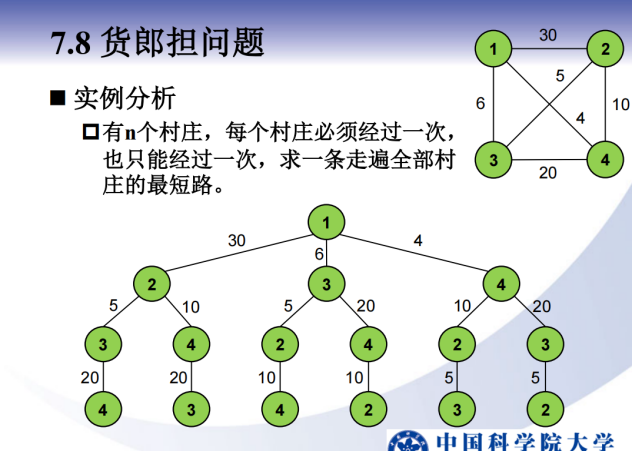 7.8 货郎担问题
■ 实例分析
有n个村庄，每个村庄必须经过一次，
也只能经过一次，求一条走遍全部村
庄的最短路。
1 30 2
5
6 4 10
3 20 4
1
30 6 4
2 3 4
5 10 5 20 10 20
3 4 2 4 2 3
20 20 10 10 5 5
4 3 4 2 3 2
中国科学院大学